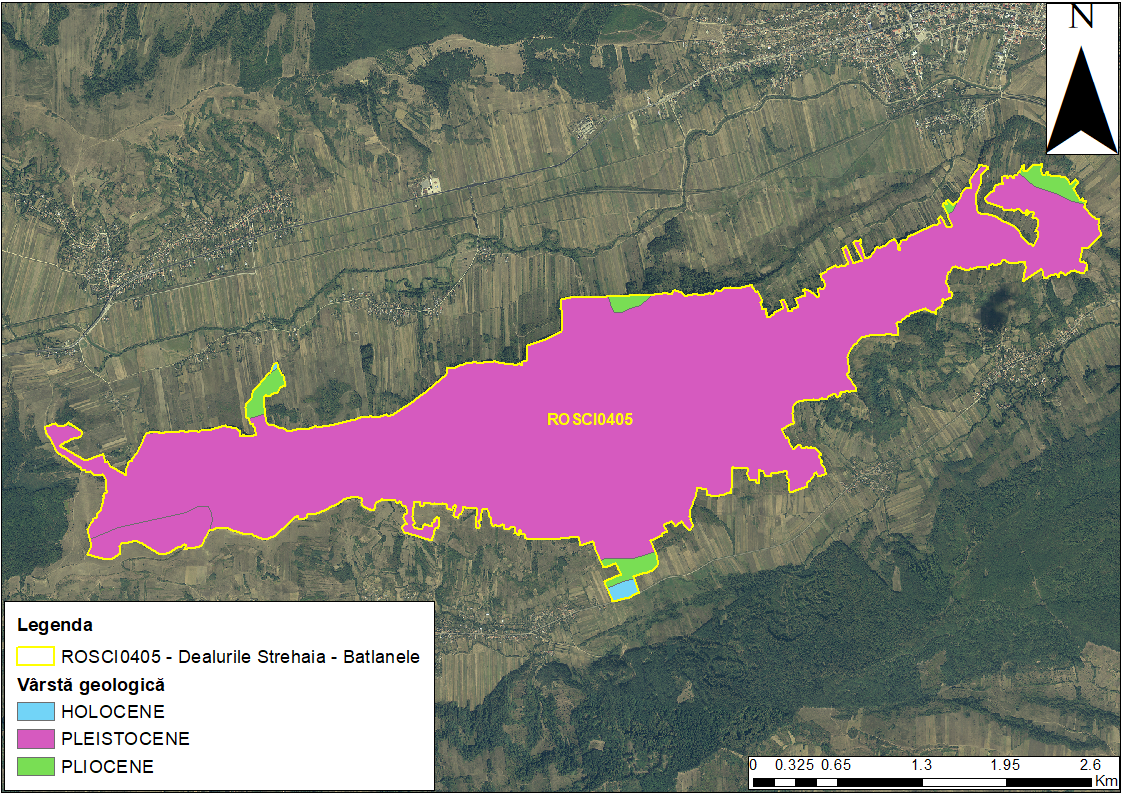 N
ROSCI0405
Legenda
ROSCI0405 - Dealurile Strehaia - Batlanele
Vârstă geologică
HOLOCENE
PLEISTOCENE
PLIOCENE
0 0.325 0.65 1.3 1.95 2.6
Km